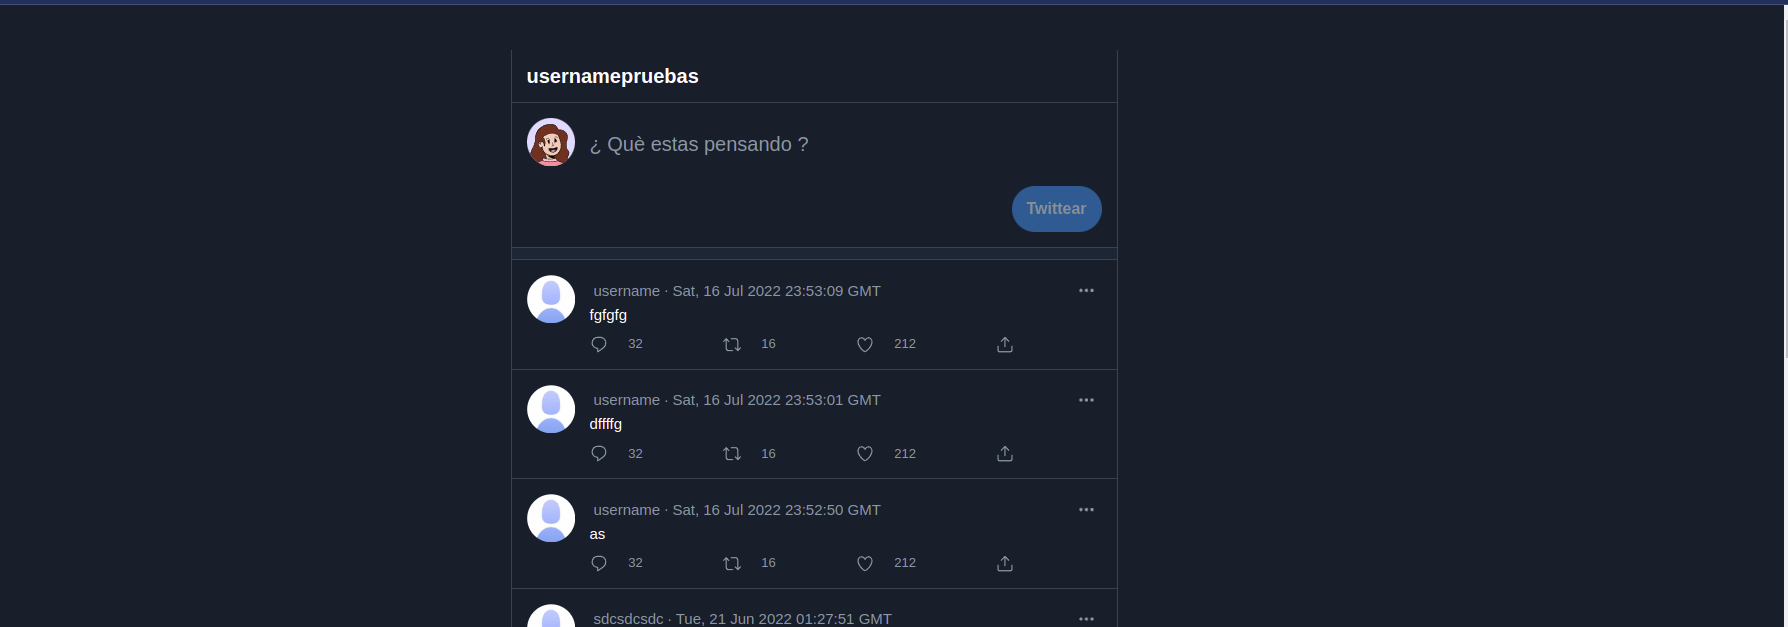 usernamepruebas
¿ Què estas pensando ?
Twittear
username · Sat, 16 Jul 2022 23:53:09 GMT
fgfgfg
32 16 212
username · Sat, 16 Jul 2022 23:53:01 GMT
dffffg
32 16 212
username · Sat, 16 Jul 2022 23:52:50 GMT
as
32 16 212
sdcsdcsdc · Tue, 21 Jun 2022 01:27:51 GMT